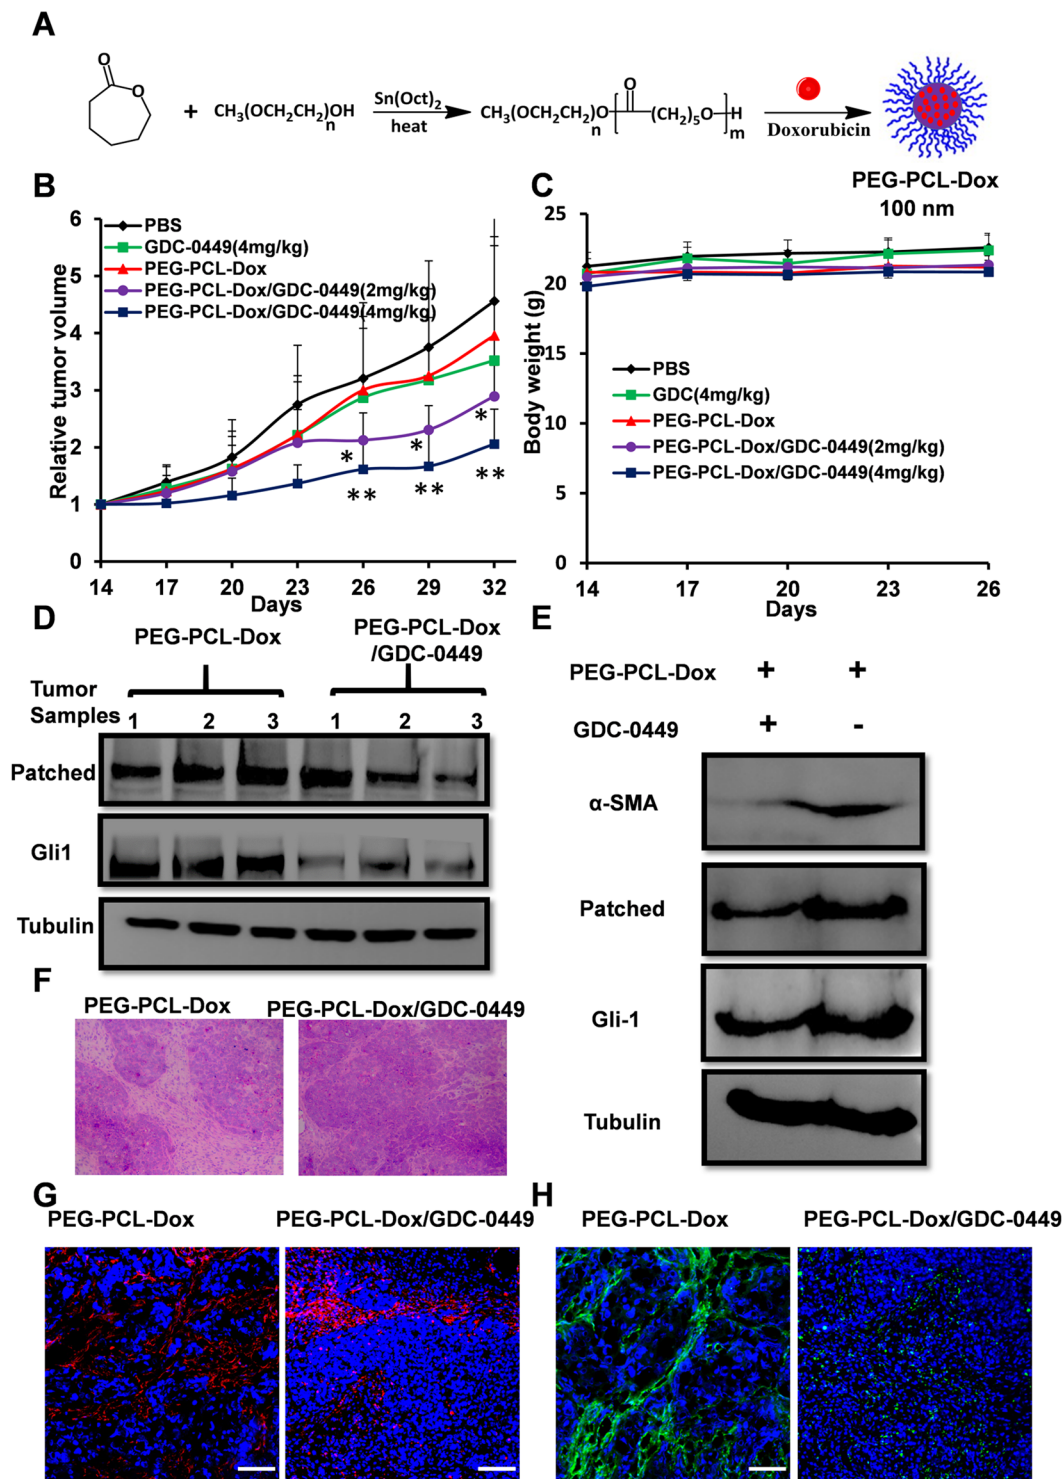 A
O
O
+
CH3(OCH2CH2)nOH
Sn(Oct)2
heat
CH3(OCH2CH2)nO
O
(CH2)5O
H
m
Doxorubicin
PEG-PCL-Dox
100 nm
B
Relative tumor volume
6
5
4
3
2
1
0
PBS
GDC-0449(4mg/kg)
PEG-PCL-Dox
PEG-PCL-Dox/GDC-0449(2mg/kg)
PEG-PCL-Dox/GDC-0449(4mg/kg)
*
*
*
**
**
**
14 17 20 23 26 29 32
Days
C
Body weight (g)
25
20
15
10
5
0
PBS
GDC(4mg/kg)
PEG-PCL-Dox
PEG-PCL-Dox/GDC-0449(2mg/kg)
PEG-PCL-Dox/GDC-0449(4mg/kg)
14 17 20 23 26
Days
D
PEG-PCL-Dox
PEG-PCL-Dox
/GDC-0449
Tumor
Samples
1 2 3 1 2 3
Patched
Gli1
Tubulin
E
PEG-PCL-Dox + +
GDC-0449 + -
α-SMA
Patched
Gli-1
Tubulin
F
PEG-PCL-Dox
PEG-PCL-Dox/GDC-0449
G
PEG-PCL-Dox
PEG-PCL-Dox/GDC-0449
H
PEG-PCL-Dox
PEG-PCL-Dox/GDC-0449